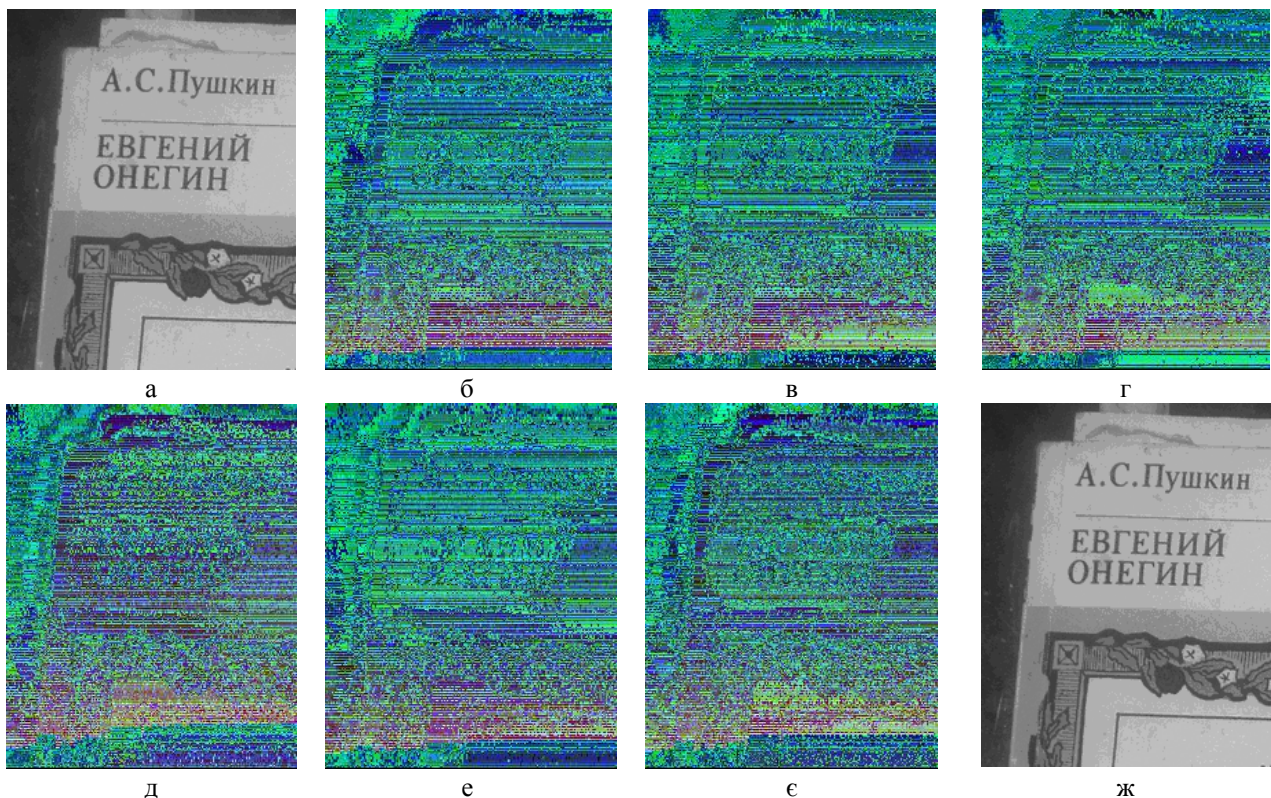 А.С.Пушкин
ЕВГЕНИЙ
ОНЕГИН
а
б
в
г
А.С.Пушкин
ЕВГЕНИЙ
ОНЕГИН
д
е
є
ж